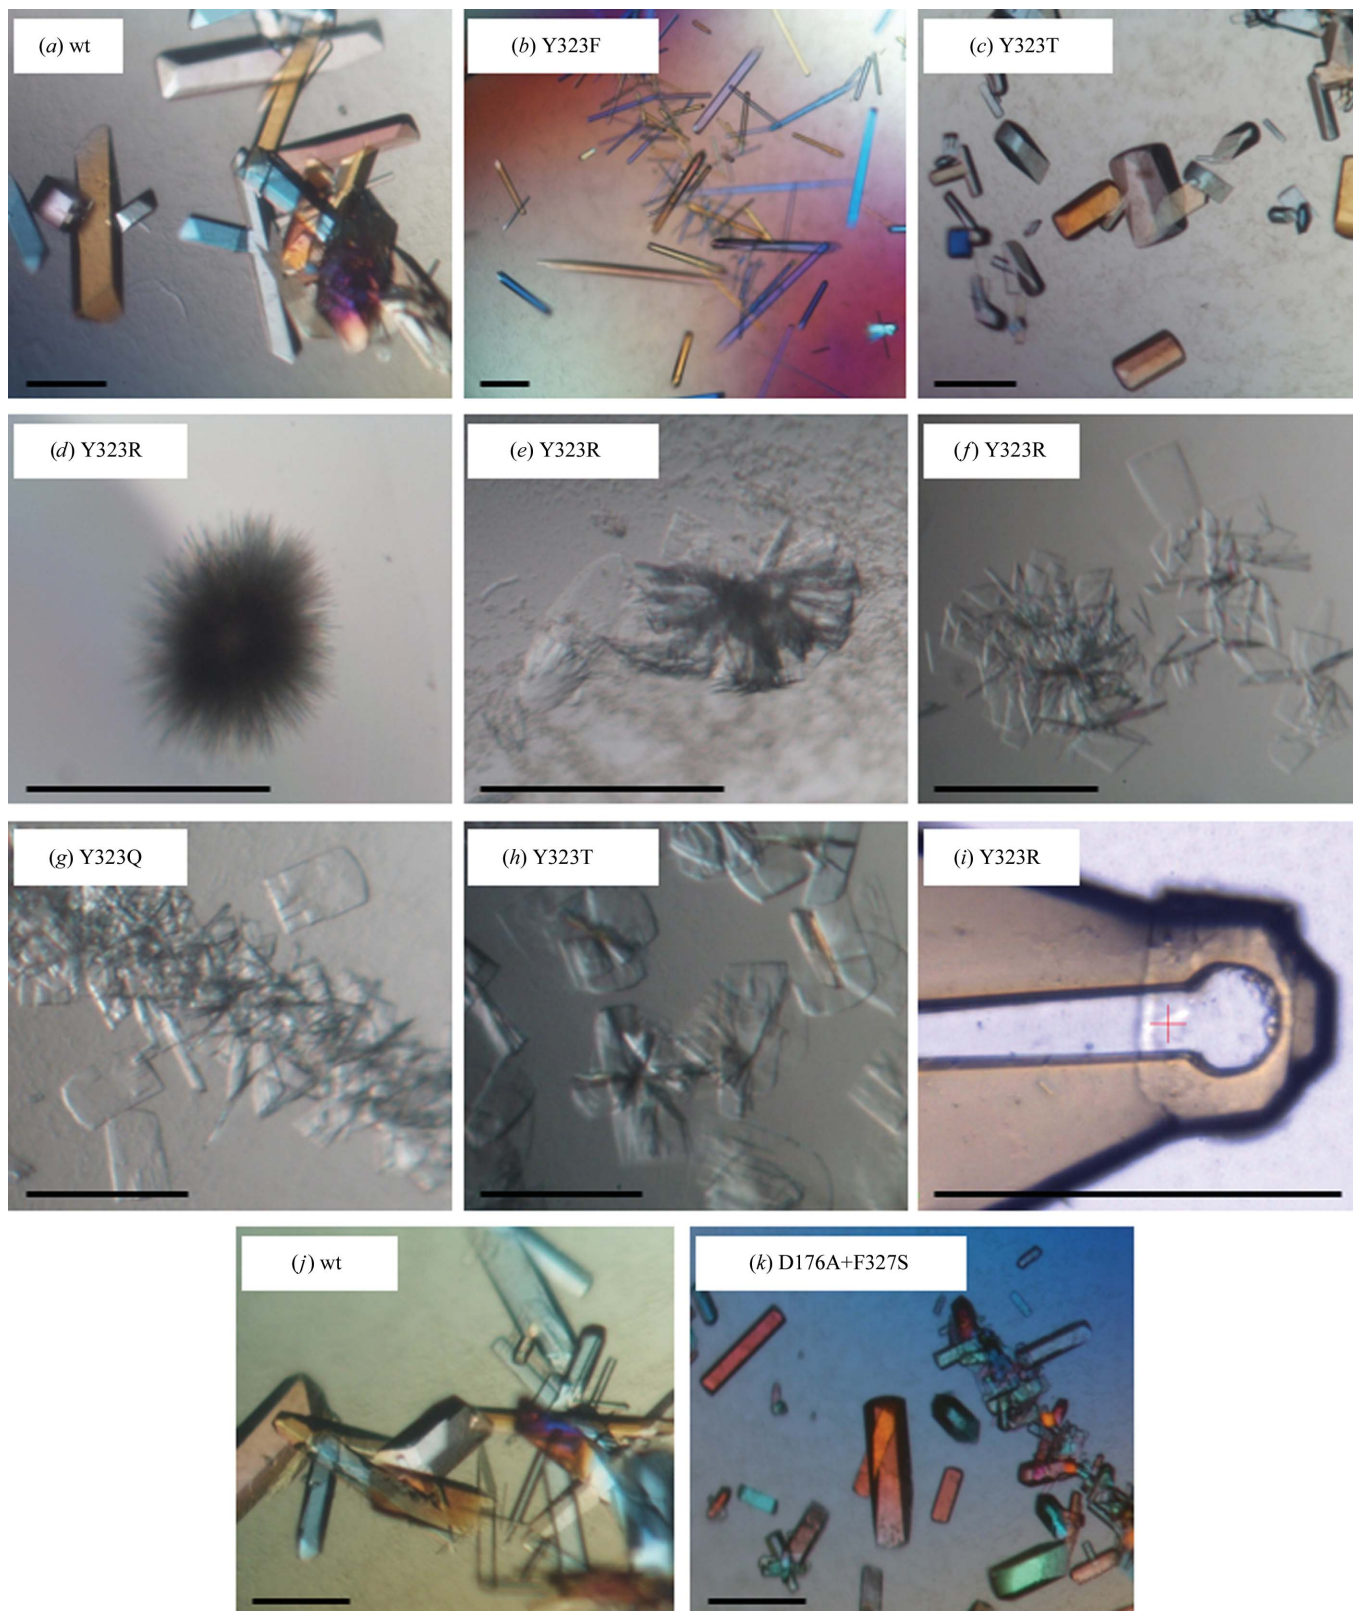 (a) wt
(b) Y323F
(c) Y323T
(d) Y323R
(e) Y323R
(f) Y323R
(g) Y323Q
(h) Y323T
(i) Y323R
(j) wt
(k) D176A+F327S